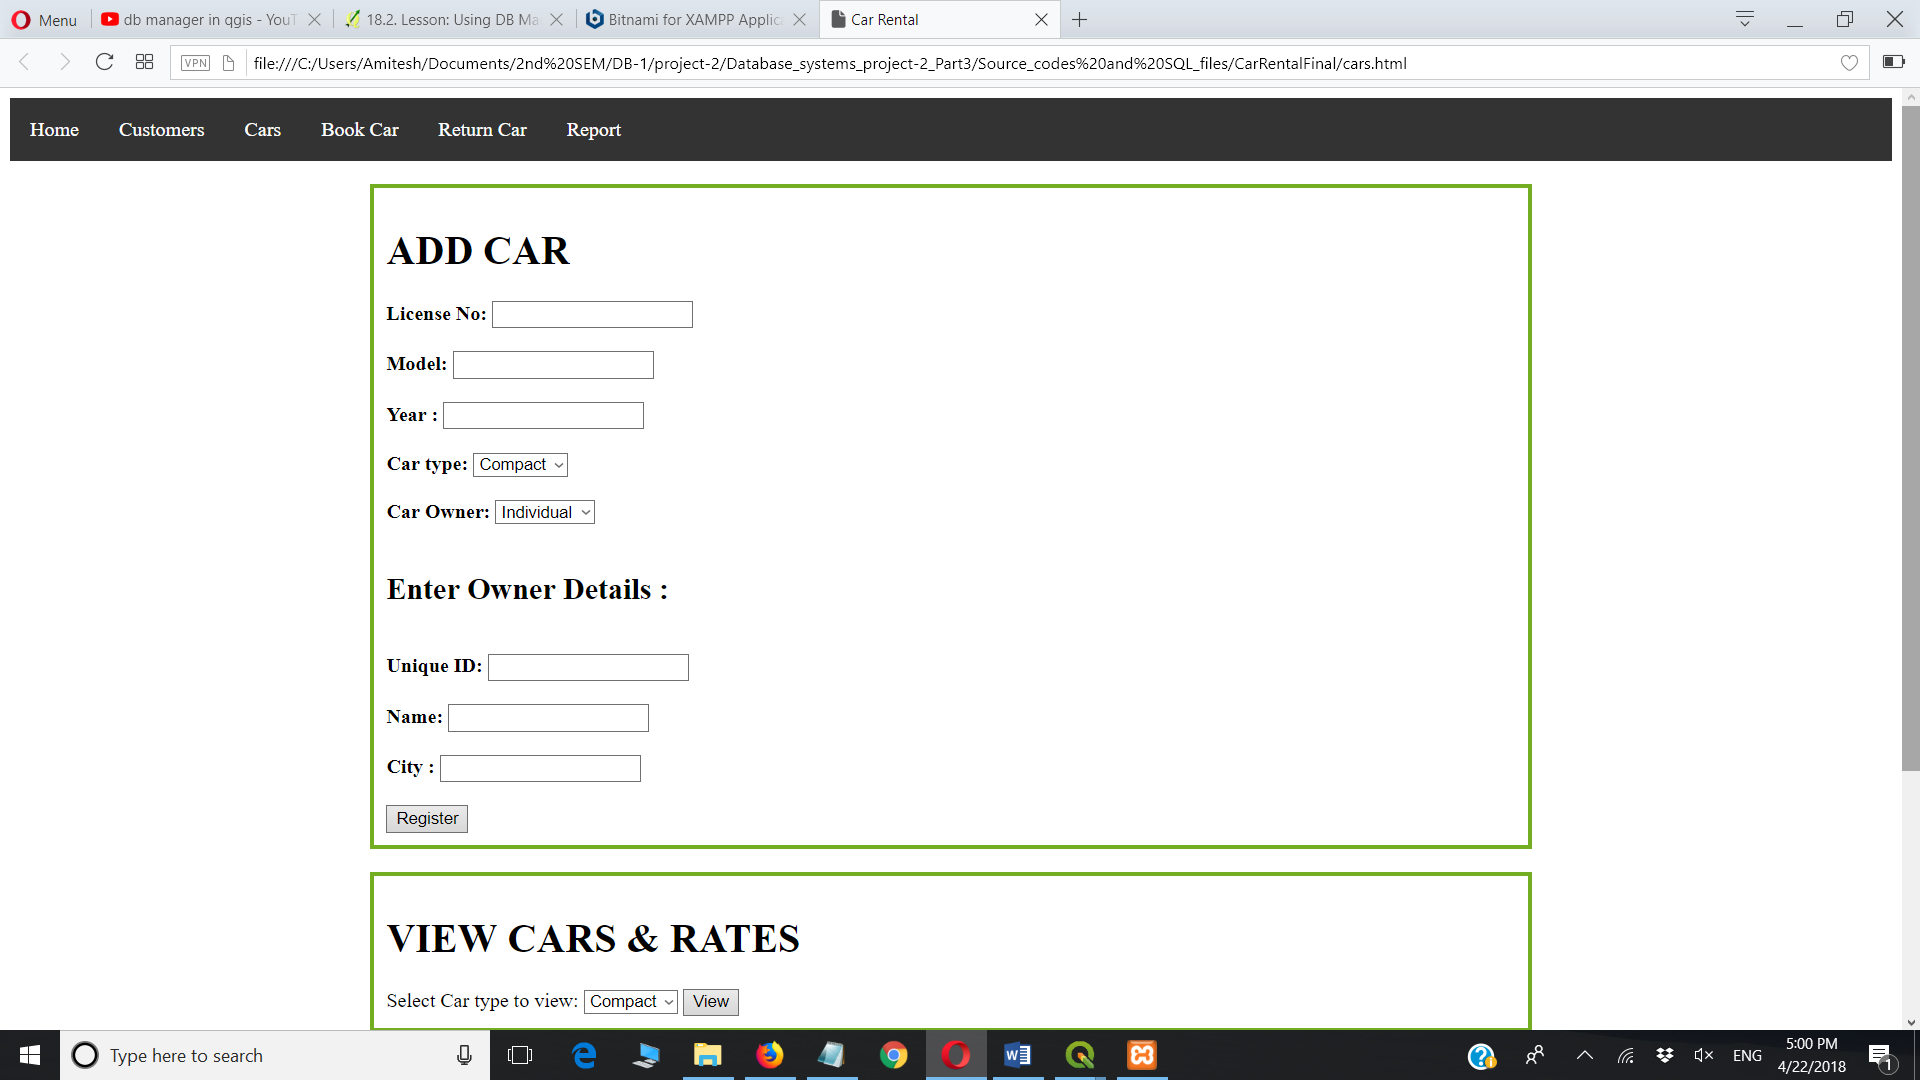 Menu
db manager in qgis - YouT
18.2. Lesson: Using DB Ma
Bitnami for XAMPP Applic
Car Rental
VPN
file:///C:/Users/Amitesh/Documents/2nd%20SEM/DB-1/project-2/Database_systems_project-2_Part3/Source_codes%20and%20SQL_files/CarRentalFinal/cars.html
Home Customers Cars Book Car Return Car Report
ADD CAR
License No:
Model:
Year :
Car type: Compact
Car Owner: Individual
Enter Owner Details :
Unique ID:
Name:
City :
Register
VIEW CARS & RATES
Select Car type to view: Compact View
Type here to search
ENG
5:00 PM
4/22/2018
1